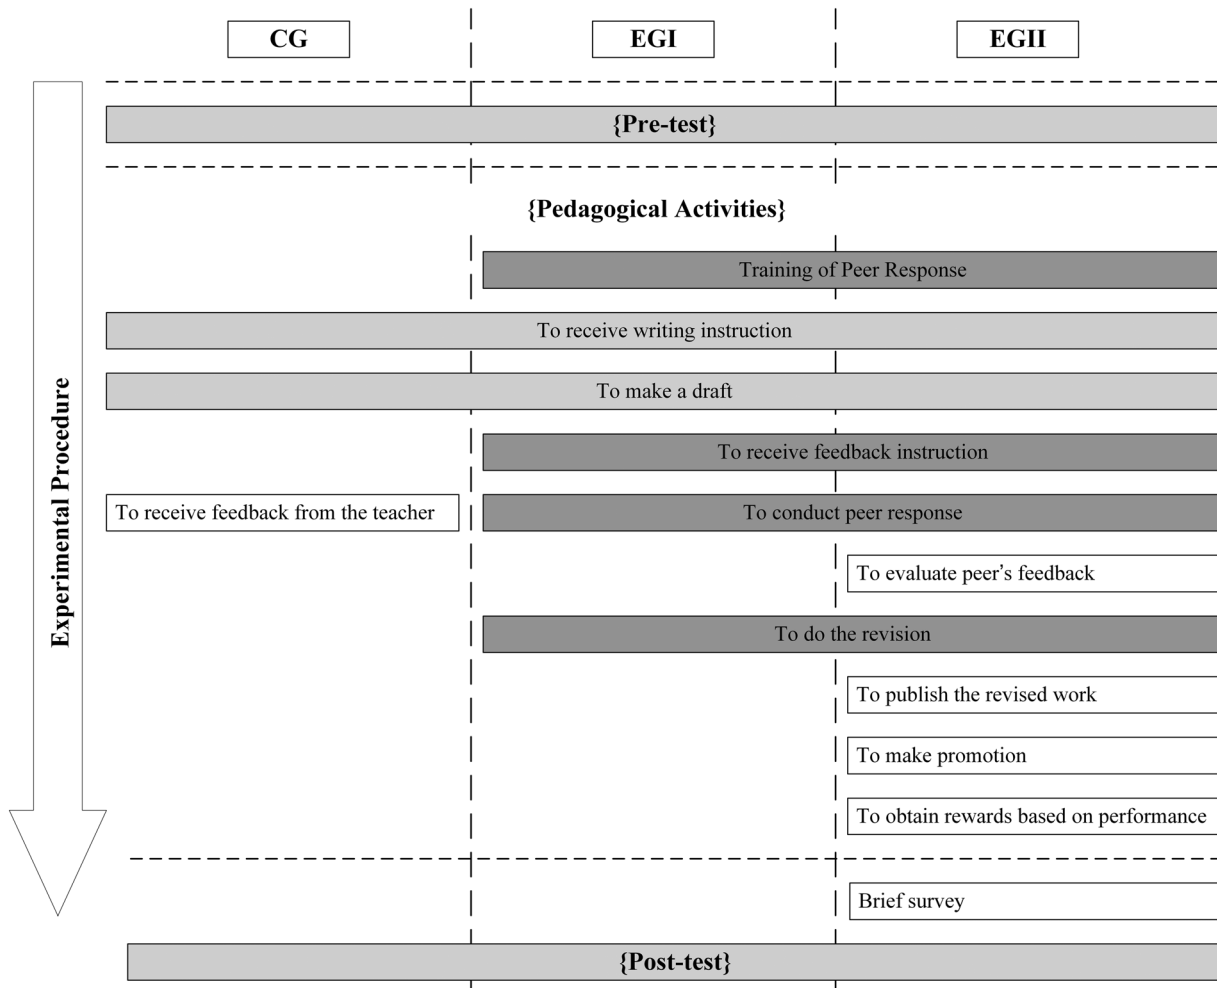 CG
EGI
EGII
{Pre-test}
{Pedagogical Activities}
Training of Peer Response
To receive writing instruction
To make a draft
To receive feedback instruction
To receive feedback from the teacher
To conduct peer response
To evaluate peer's feedback
To do the revision
To publish the revised work
To make promotion
To obtain rewards based on performance
Brief survey
{Post-test}
Experimental Procedure